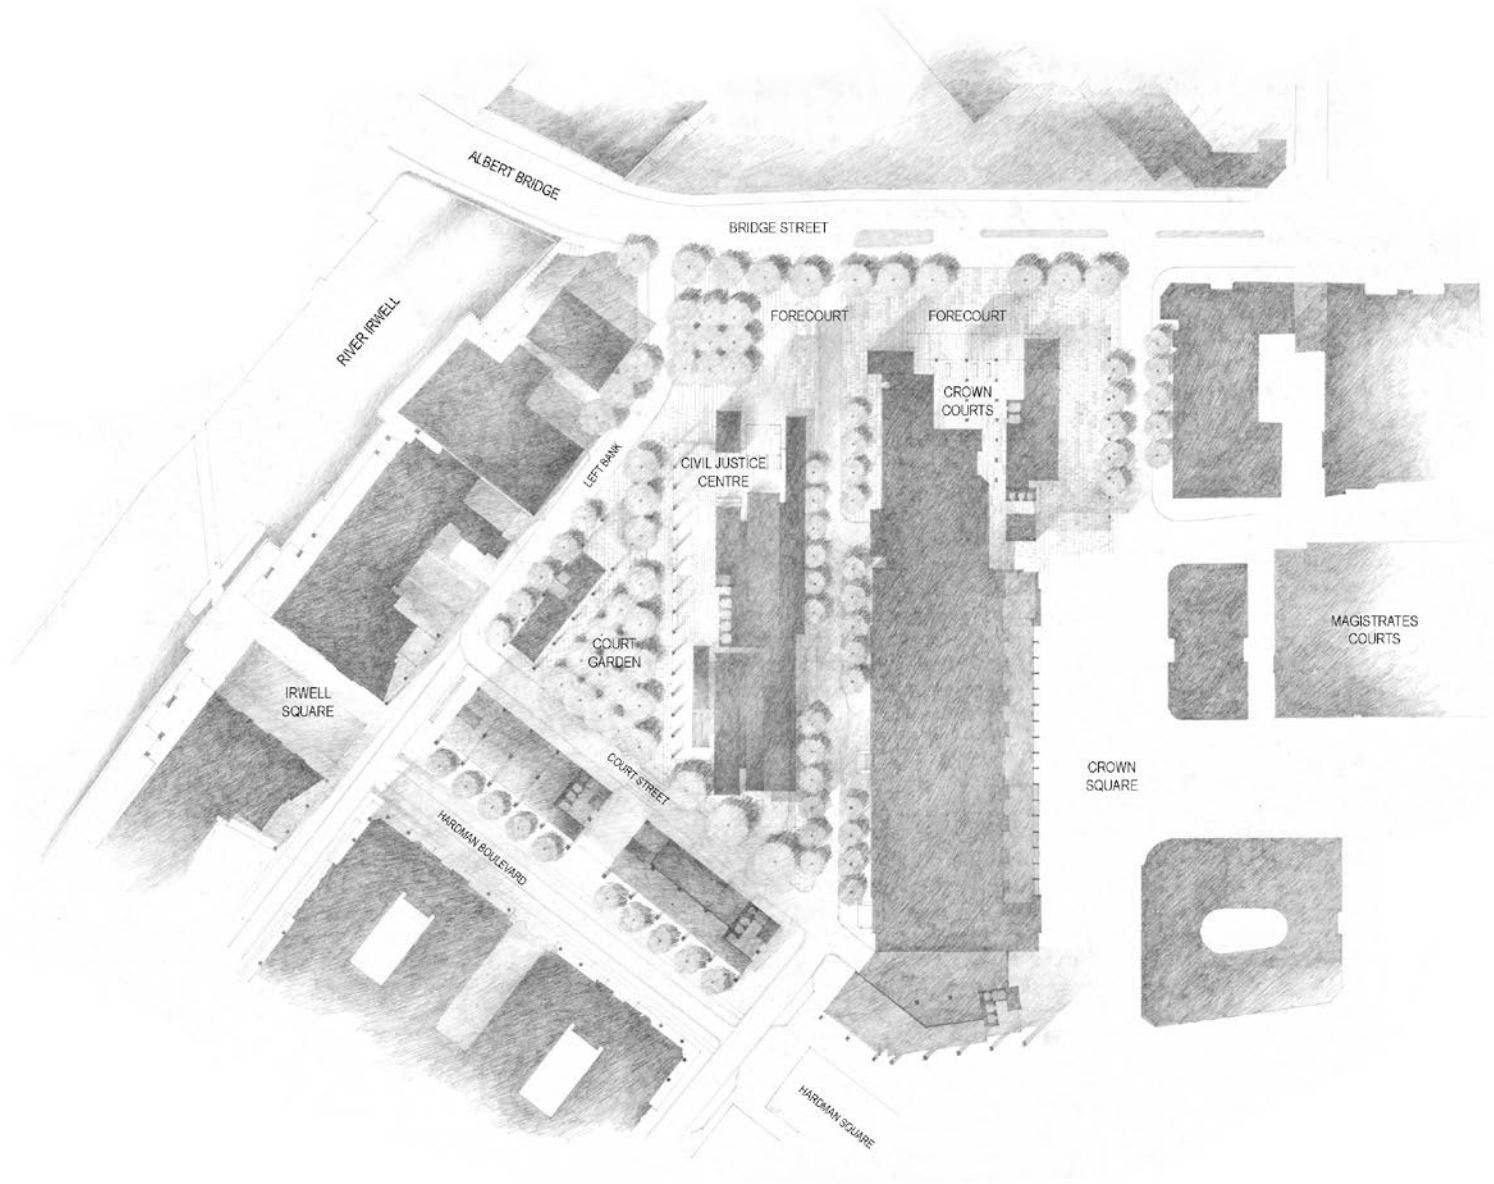 ALBERT BRIDGE
BRIDGE STREET
RIVER IRWELL
FORECOURT
FORECOURT
CROWN
COURTS
LEFT BANK
CIVIL JUSTICE
CENTRE
COURT
GARDEN
MAGISTRATES
COURTS
IRWELL
SQUARE
COURT STREET
CROWN
SQUARE
HARDMAN BOULEVARD
HARDMAN SQUARE